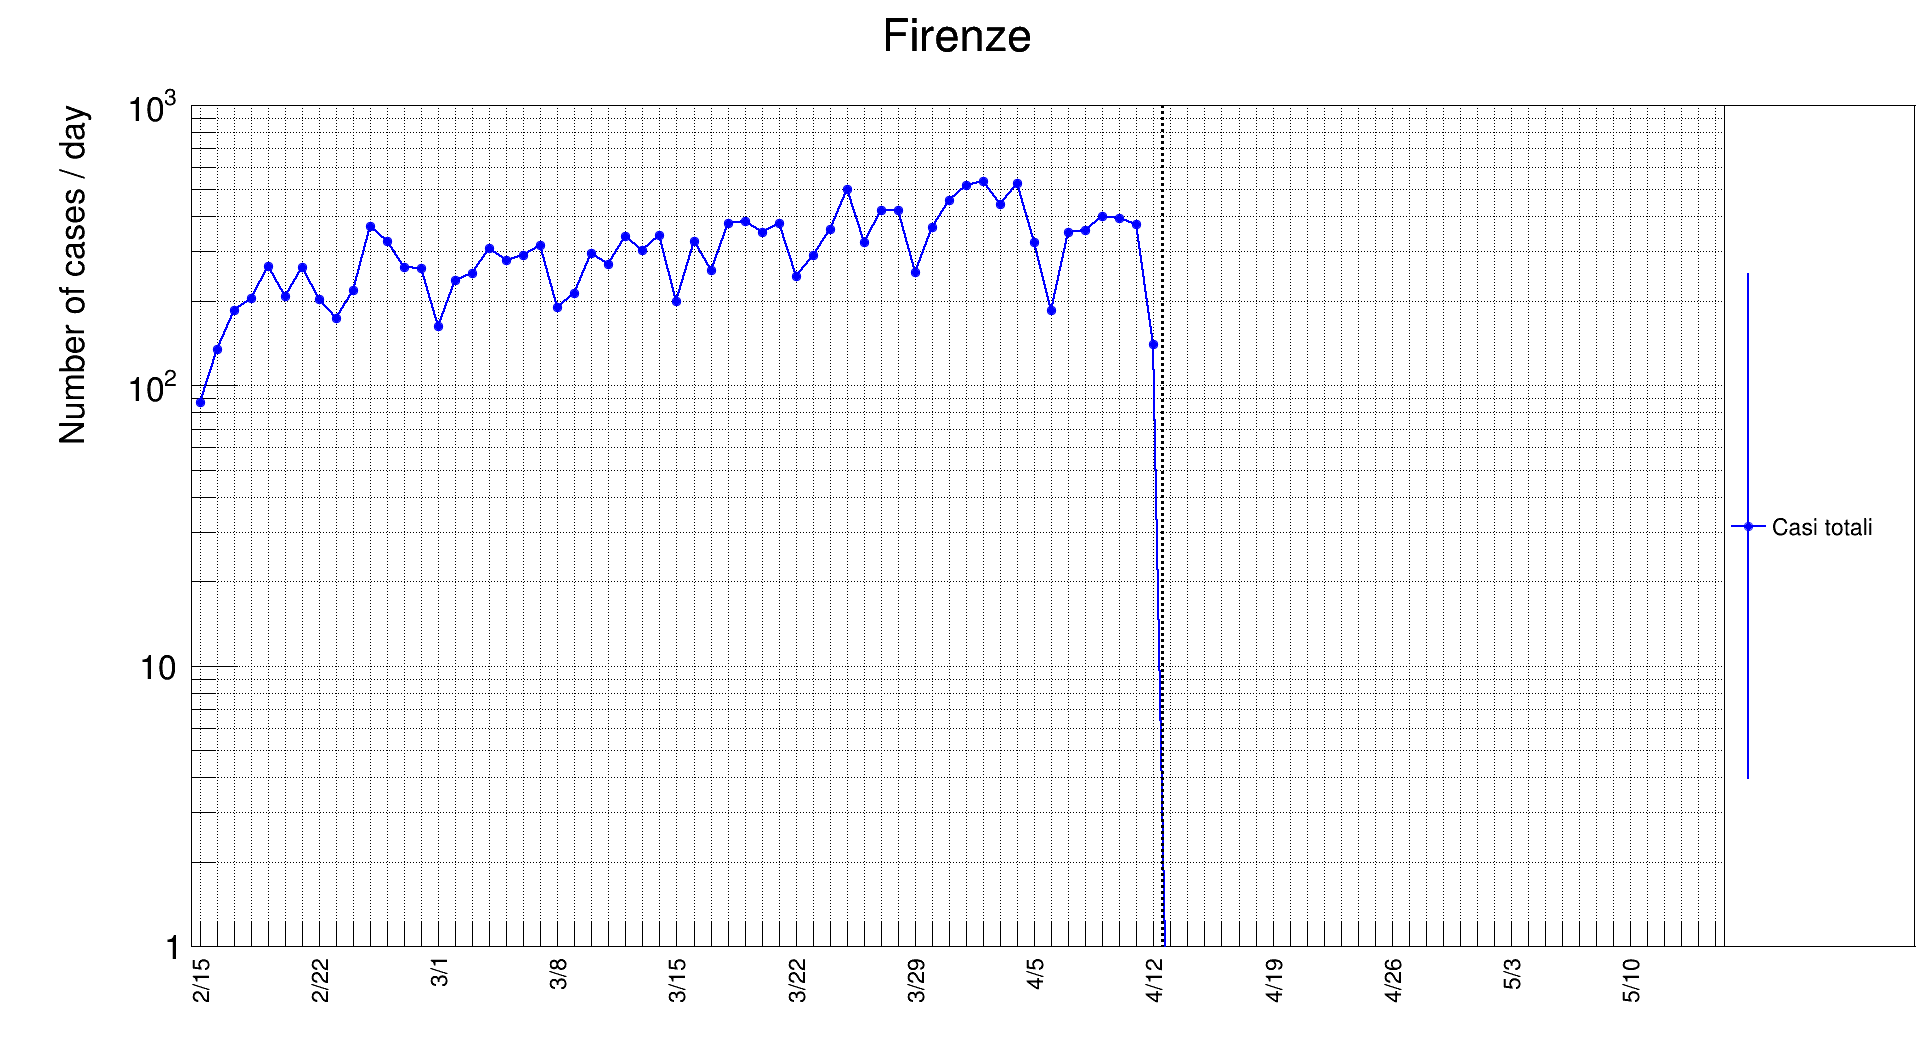 Firenze
Number of cases / day
10³
10²
10
1
2/15 2/22 3/1 3/8 3/15 3/22 3/29 4/5 4/12 4/19 4/26 5/3 5/10
Casi totali